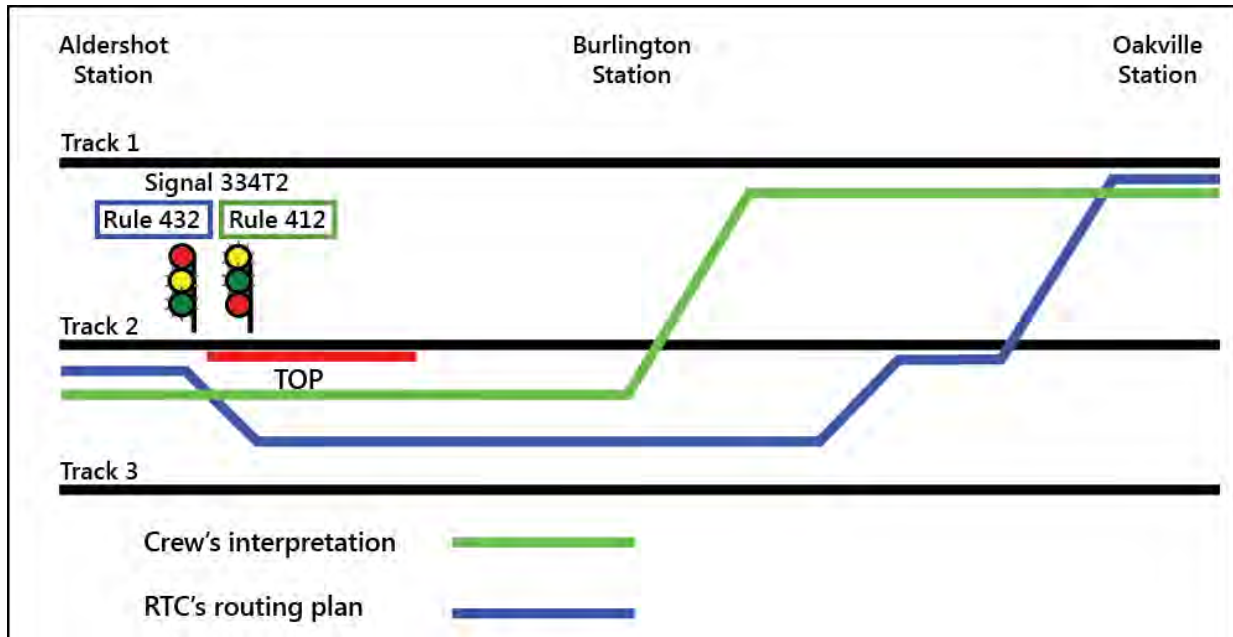 Aldershot
Station
Burlington
Station
Oakville
Station
Track 1
Signal 334T2
Rule 432
Rule 412
Track 2
TOP
Track 3
Crew's interpretation
RTC's routing plan